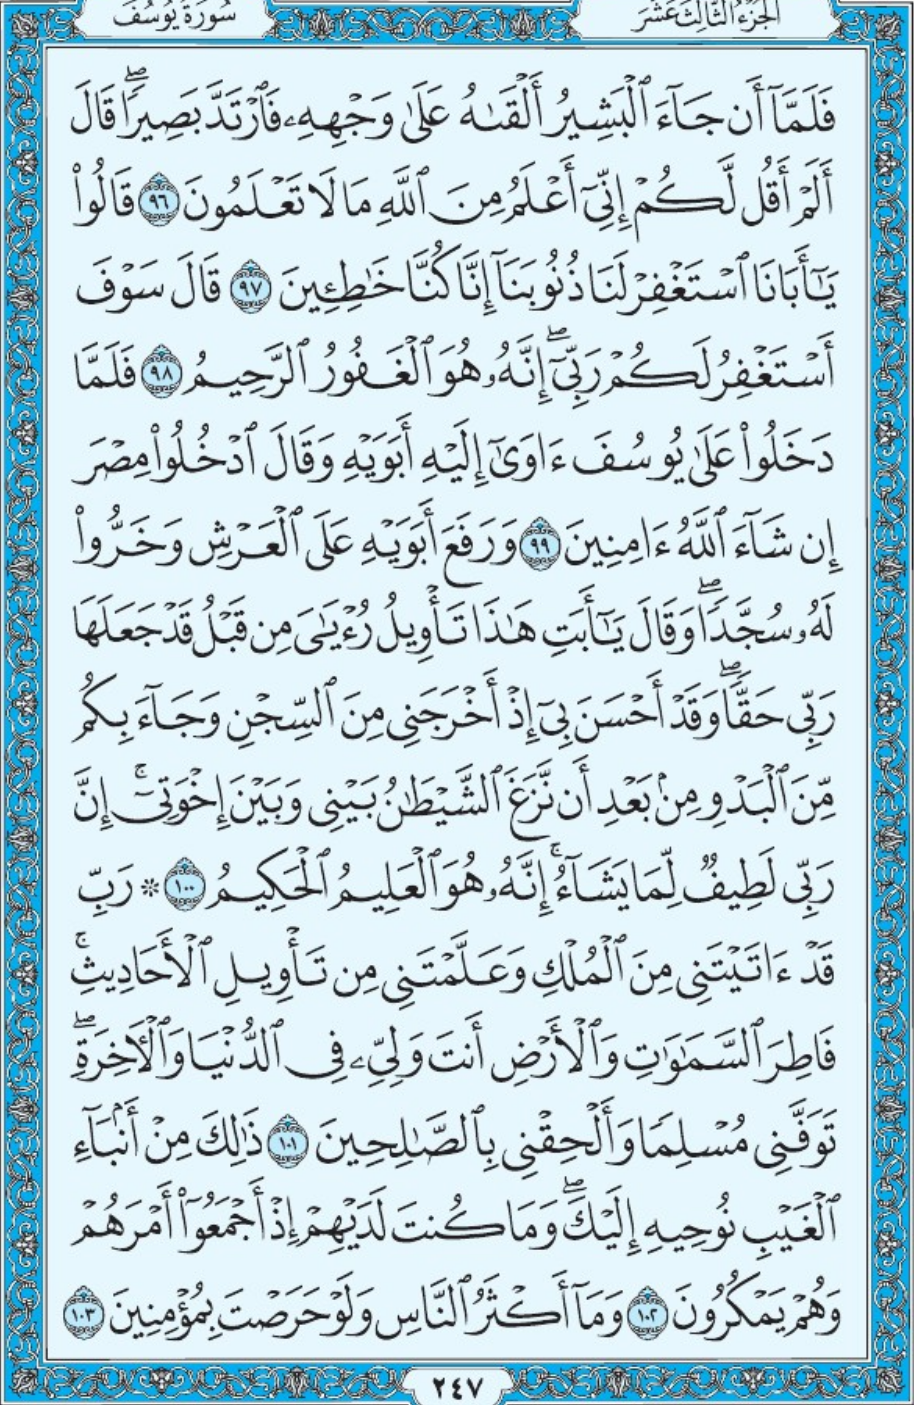 سُورَةُ يُوسُفَ
الجُزْءُ الثَّالِثَ عَشَرَ
فَلَمَّآ أَن جَآءَ ٱلْبَشِيرُ أَلْقَىٰهُ عَلَىٰ وَجْهِهِۦ فَٱرْتَدَّ بَصِيرًاۖ قَالَ
أَلَمْ أَقُل لَّكُمْ إِنِّىٓ أَعْلَمُ مِنَ ٱللَّهِ مَا لَا تَعْلَمُونَ ٩٦ قَالُوا۟
يَـٰٓأَبَانَا ٱسْتَغْفِرْ لَنَا ذُنُوبَنَآ إِنَّا كُنَّا خَـٰطِـِٔينَ ٩٧ قَالَ سَوْفَ
أَسْتَغْفِرُ لَكُمْ رَبِّىٓۖ إِنَّهُۥ هُوَ ٱلْغَفُورُ ٱلرَّحِيمُ ٩٨ فَلَمَّا
دَخَلُوا۟ عَلَىٰ يُوسُفَ ءَاوَىٰٓ إِلَيْهِ أَبَوَيْهِ وَقَالَ ٱدْخُلُوا۟ مِصْرَ
إِن شَآءَ ٱللَّهُ ءَامِنِينَ ٩٩ وَرَفَعَ أَبَوَيْهِ عَلَى ٱلْعَرْشِ وَخَرُّوا۟
لَهُۥ سُجَّدًاۖ وَقَالَ يَـٰٓأَبَتِ هَـٰذَا تَأْوِيلُ رُءْيَـٰىَ مِن قَبْلُ قَدْ جَعَلَهَا
رَبِّى حَقًّاۖ وَقَدْ أَحْسَنَ بِىٓ إِذْ أَخْرَجَنِى مِنَ ٱلسِّجْنِ وَجَآءَ بِكُم
مِّنَ ٱلْبَدْوِ مِنۢ بَعْدِ أَن نَّزَغَ ٱلشَّيْطَـٰنُ بَيْنِى وَبَيْنَ إِخْوَتِىٓۚ إِنَّ
رَبِّى لَطِيفٌ لِّمَا يَشَآءُۚ إِنَّهُۥ هُوَ ٱلْعَلِيمُ ٱلْحَكِيمُ ١٠٠ * رَبِّ
قَدْ ءَاتَيْتَنِى مِنَ ٱلْمُلْكِ وَعَلَّمْتَنِى مِن تَأْوِيلِ ٱلْأَحَادِيثِۚ
فَاطِرَ ٱلسَّمَـٰوَٰتِ وَٱلْأَرْضِ أَنتَ وَلِىِّۦ فِى ٱلدُّنْيَا وَٱلْـَٔاخِرَةِۖ
تَوَفَّنِى مُسْلِمًا وَأَلْحِقْنِى بِٱلصَّـٰلِحِينَ ١٠١ ذَٰلِكَ مِنْ أَنۢبَآءِ
ٱلْغَيْبِ نُوحِيهِ إِلَيْكَۖ وَمَا كُنتَ لَدَيْهِمْ إِذْ أَجْمَعُوٓا۟ أَمْرَهُمْ
وَهُمْ يَمْكُرُونَ ١٠٢ وَمَآ أَكْثَرُ ٱلنَّاسِ وَلَوْ حَرَصْتَ بِمُؤْمِنِينَ ١٠٣
٢٤٧